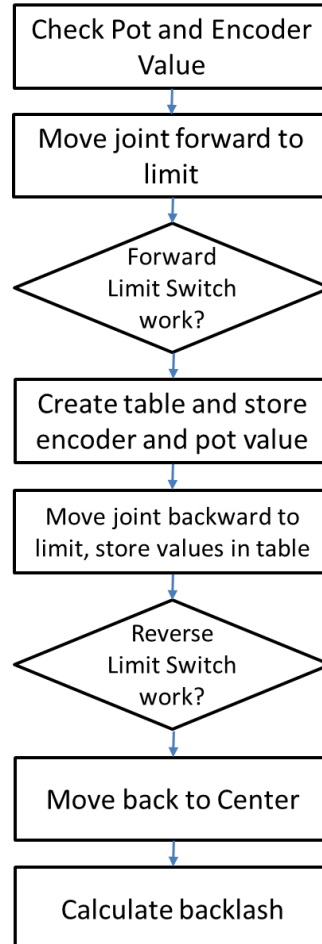 Check Pot and Encoder
Value
Move joint forward to
limit
Forward
Limit Switch
work?
Create table and store
encoder and pot value
Move joint backward to
limit, store values in table
Reverse
Limit Switch
work?
Move back to Center
Calculate backlash